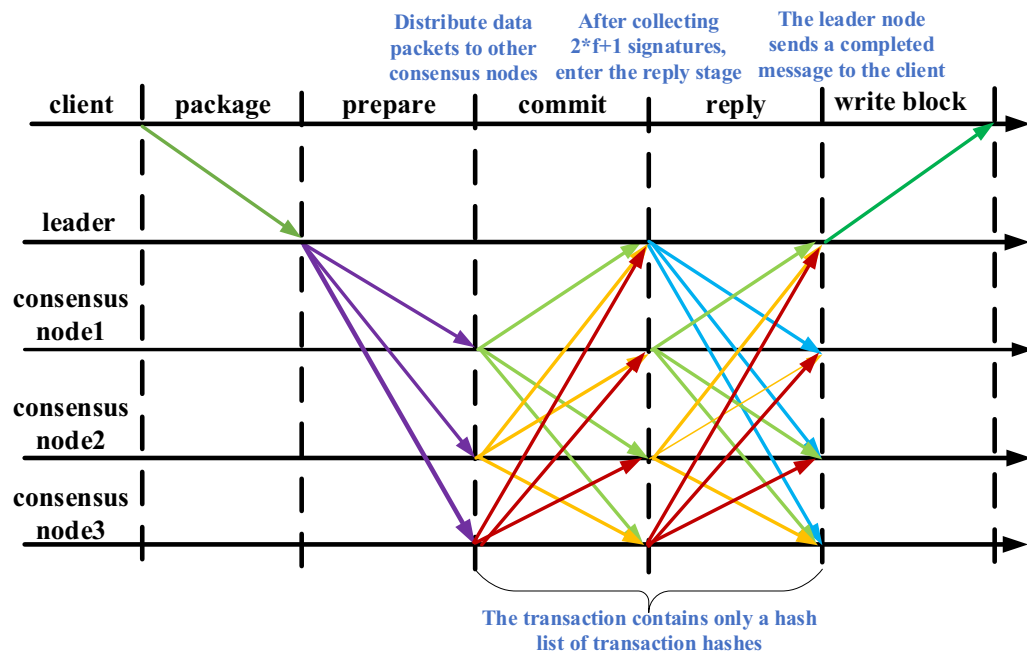 Distribute data
packets to other
consensus nodes
After collecting
2*f+1 signatures,
enter the reply stage
The leader node
sends a completed
message to the client
client
package
prepare
commit
reply
write block
leader
consensus
node1
consensus
node2
consensus
node3
The transaction contains only a hash
list of transaction hashes